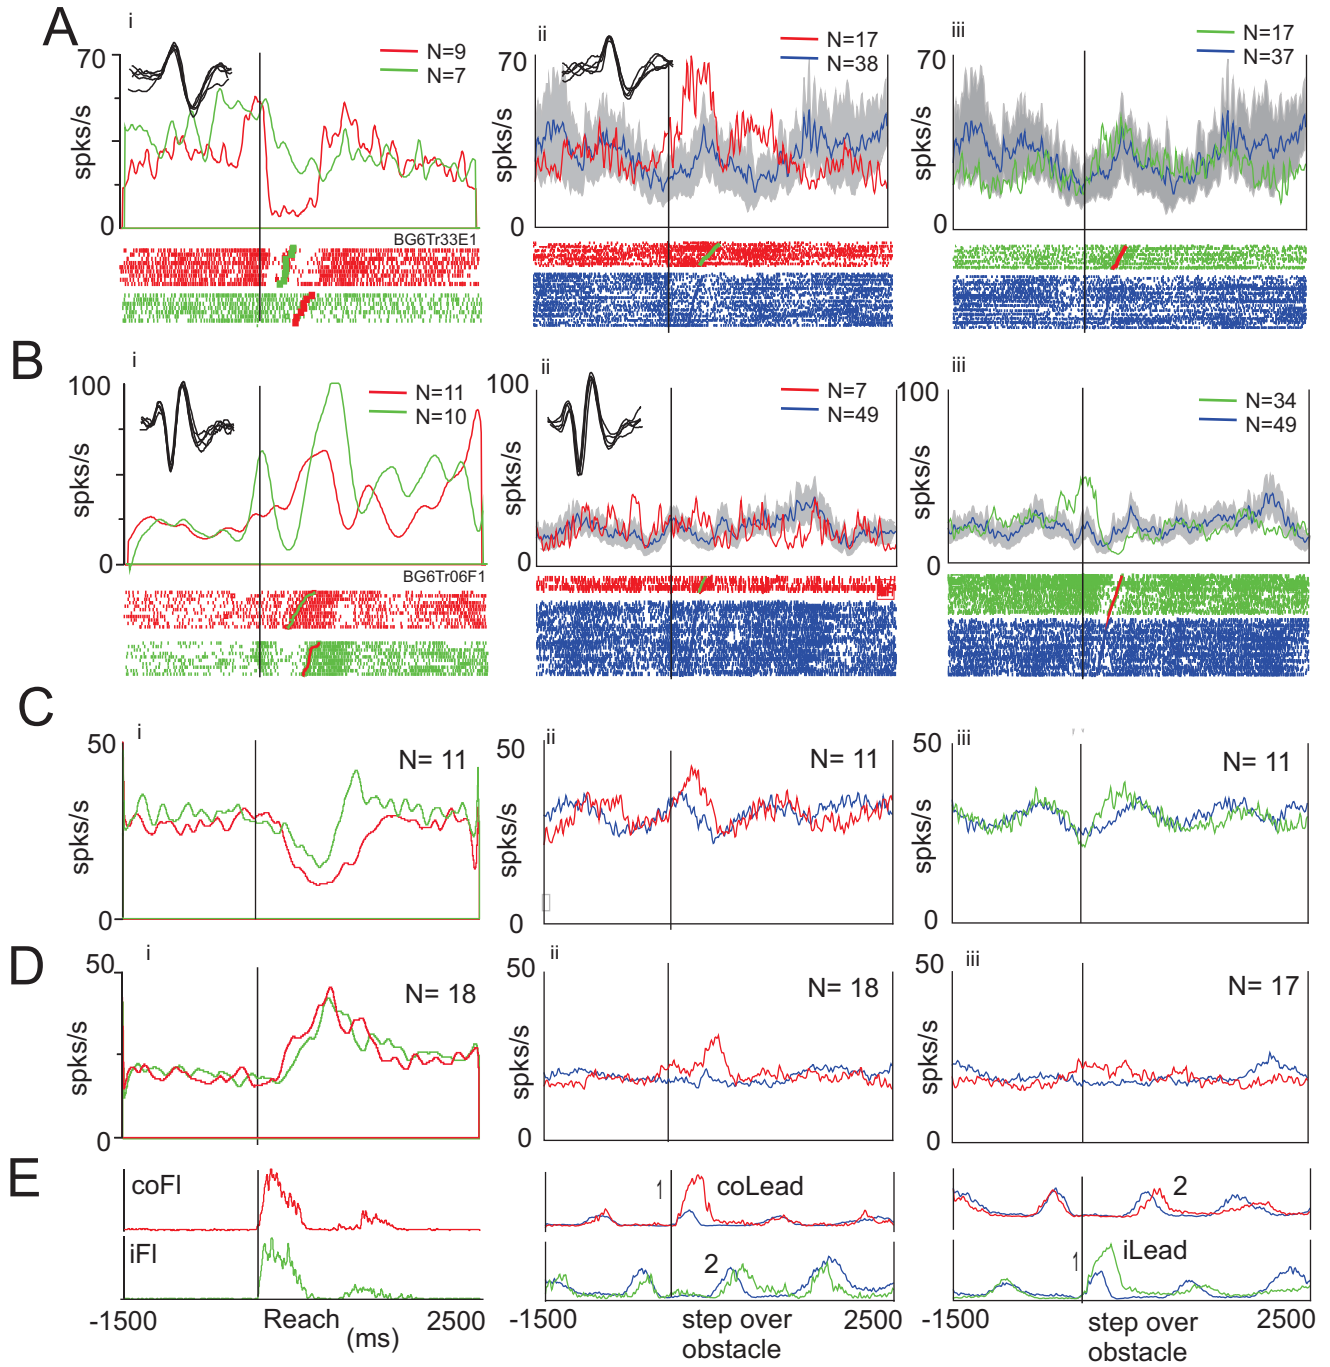 A
i
70
spks/s
0
N=9
N=7
BG6Tr33E1
ii
70
spks/s
0
N=17
N=38
iii
70
spks/s
0
N=17
N=37
B
i
100
spks/s
0
N=11
N=10
BG6Tr06F1
ii
100
spks/s
0
N=7
N=49
iii
100
spks/s
0
N=34
N=49
C
i
50
spks/s
0
N= 11
ii
50
spks/s
0
N= 11
iii
50
spks/s
0
N= 11
D
i
50
spks/s
0
N= 18
ii
50
spks/s
0
N= 18
iii
50
spks/s
0
N= 17
E
coFl
1
coLead
2
iFl
2
1
iLead
-1500
Reach
(ms)
2500
-1500
step over
obstacle
2500
-1500
step over
obstacle
2500